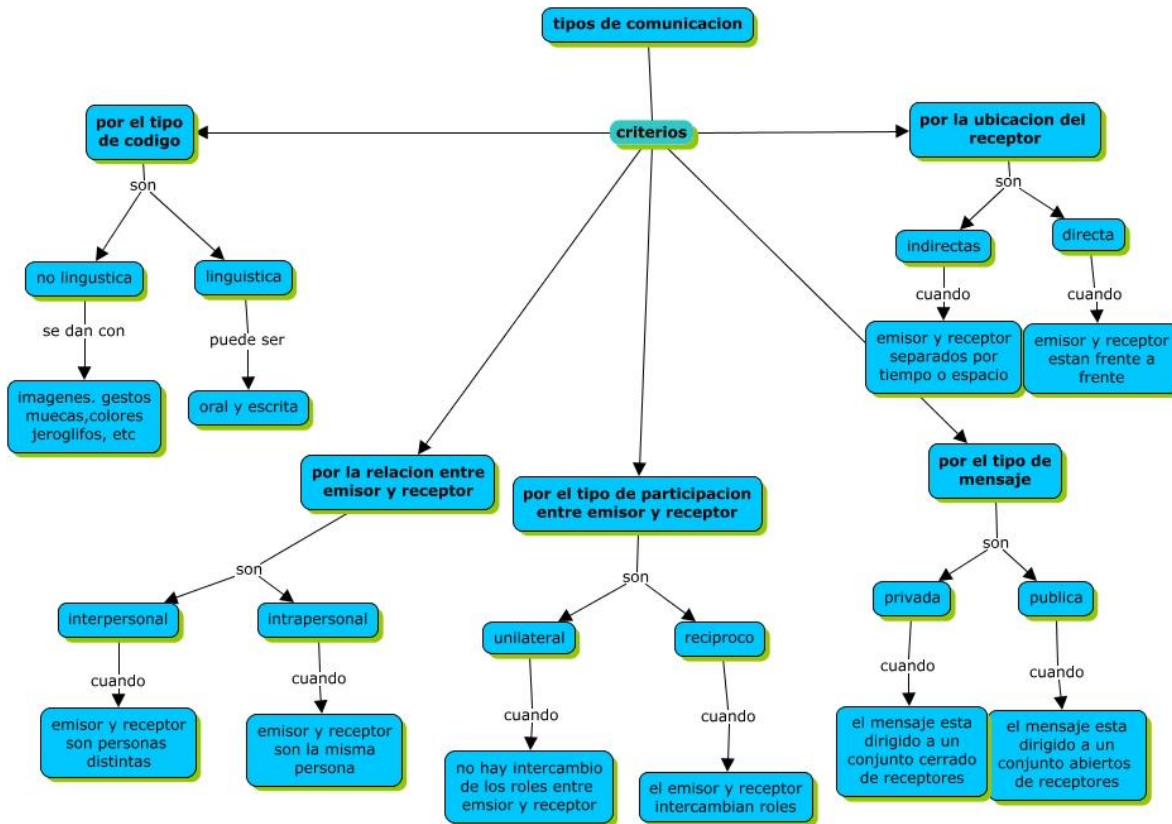 tipos de comunicacion
criterios
por el tipo
de codigo
son
no lingustica
linguistica
se dan con
puede ser
imagenes. gestos
muecas,colores
jeroglifos, etc
oral y escrita
por la ubicacion del
receptor
son
indirectas
directa
cuando
cuando
emisor y receptor
separados por
tiempo o espacio
emisor y receptor
estan frente a
frente
por la relacion entre
emisor y receptor
son
interpersonal
intrapersonal
cuando
cuando
emisor y receptor
son personas
distintas
emisor y receptor
son la misma
persona
por el tipo de participacion
entre emisor y receptor
son
unilateral
reciproco
cuando
cuando
no hay intercambio
de los roles entre
emsior y receptor
el emisor y receptor
intercambian roles
por el tipo de
mensaje
son
privada
publica
cuando
cuando
el mensaje esta
dirigido a un
conjunto cerrado
de receptores
el mensaje esta
dirigido a un
conjunto abiertos
de receptores